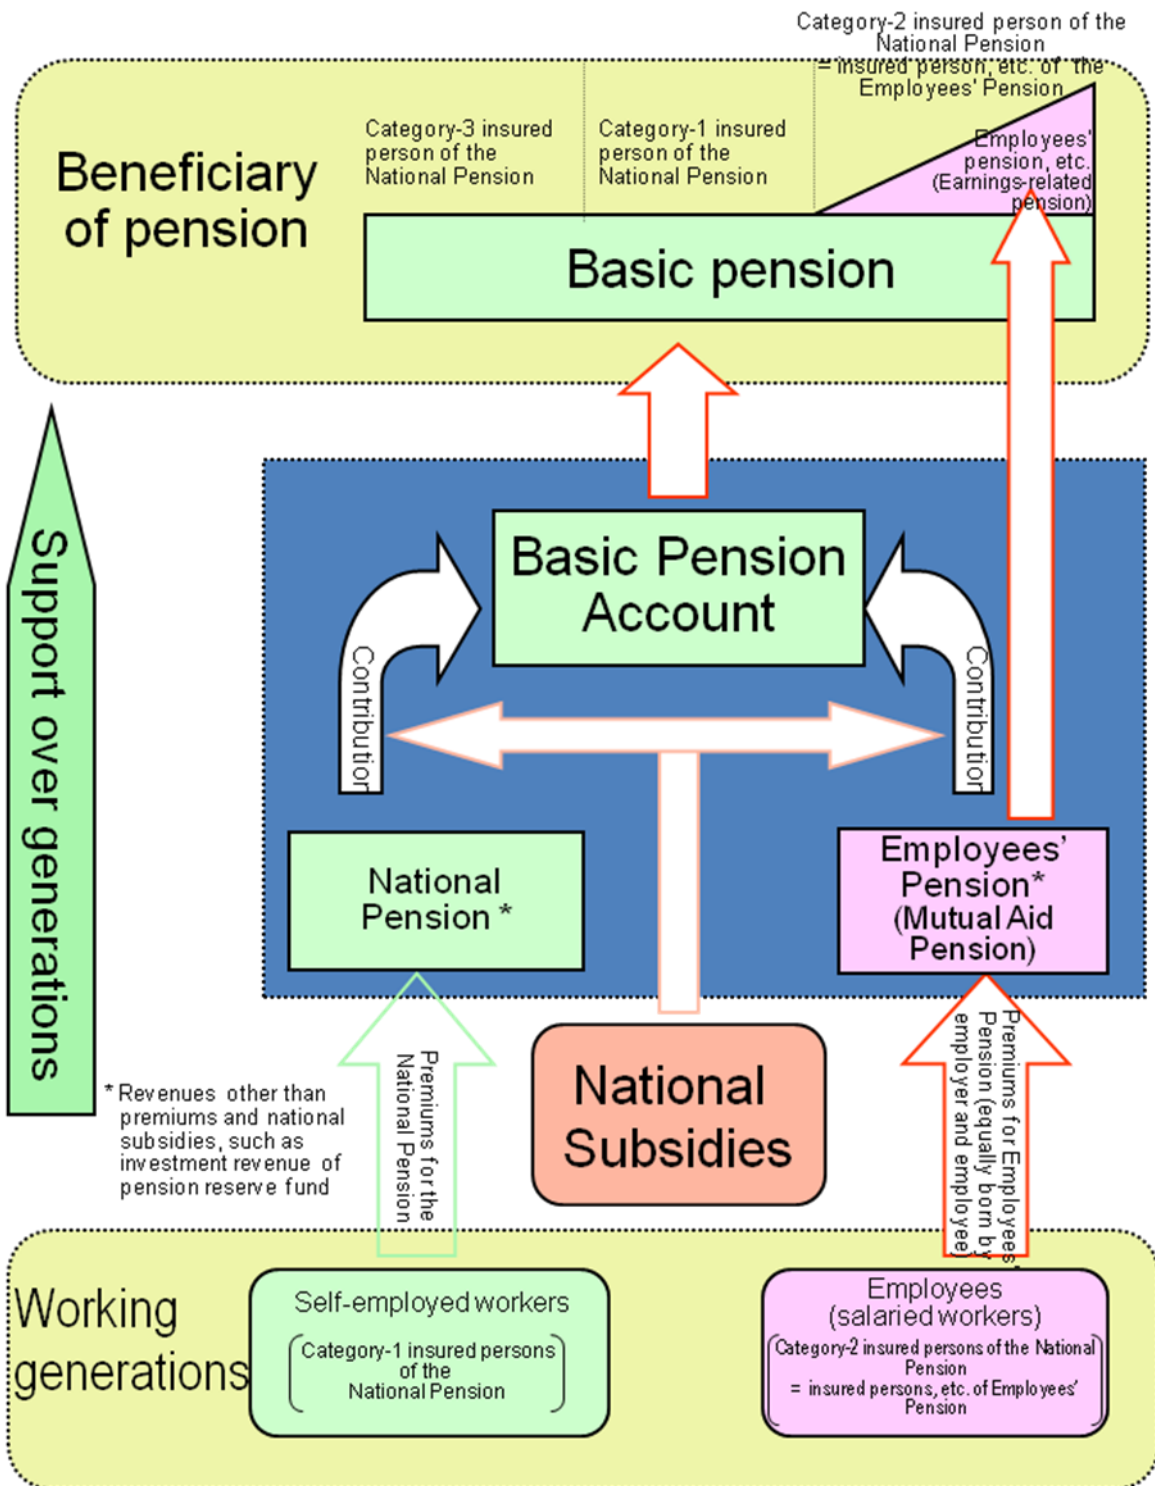 Category-2 insured person of the
National Pension
= insured person, etc. of the
Employees' Pension
Category-3 insured
person of the
National Pension
Category-1 insured
person of the
National Pension
Employees'
pension, etc.
(Earnings-related
pension)
Beneficiary
of pension
Basic pension
Support over generations
Basic Pension
Account
Contribution
Contribution
National
Pension *
Employees'
Pension*
(Mutual Aid
Pension)
* Revenues other than
premiums and national
subsidies, such as
investment revenue of
pension reserve fund
Premiums for the
National Pension
National
Subsidies
Premiums for Employees'
Pension (equally born by
employer and employee)
Working
generations
Self-employed workers
Category-1 insured persons
of the
National Pension
Employees
(salaried workers)
Category-2 insured persons of the National
Pension
= insured persons, etc. of Employees'
Pension